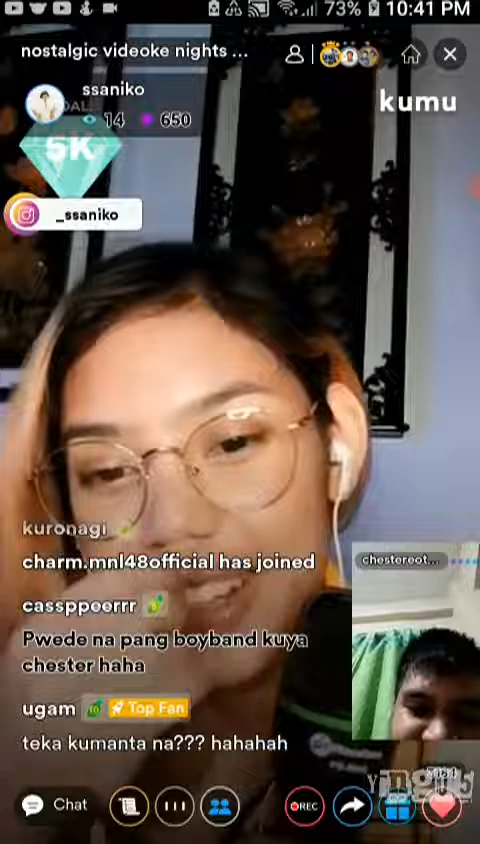 73% 10:41 PM
nostalgic videoke nights ...
ssaniko
14 650
kumu
5K
_ssaniko
kuronagi
charm.mnl48official has joined
chestereot...
cassppeerrr
Pwede na pang boyband kuya
chester haha
ugam Top Fan
teka kumanta na??? hahahah
Chat
REC